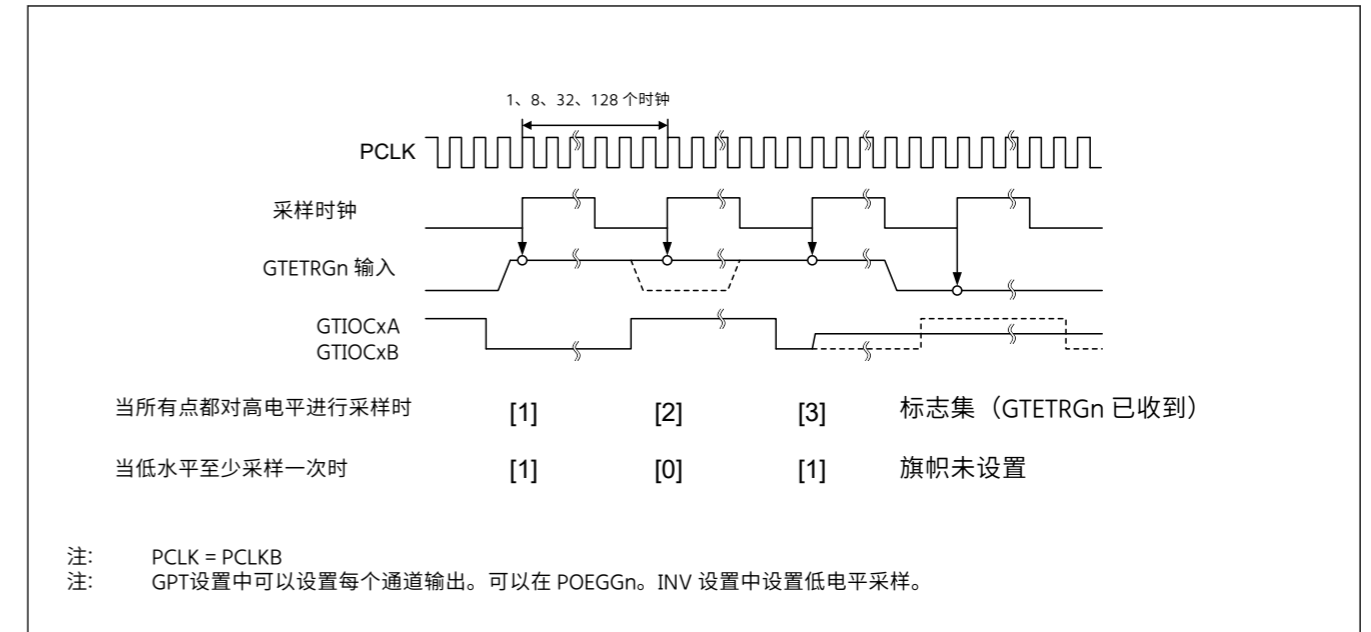 1、8、32、128 个时钟
PCLK
采样时钟
GTETRGn 输入
GTIOCxA
GTIOCxB
当所有点都对高电平进行采样时 [1] [2] [3] 标志集（GTETRGn 已收到）
当低水平至少采样一次时 [1] [0] [1] 旗帜未设置
注: PCLK = PCLKB
注: GPT设置中可以设置每个通道输出。可以在 POEGGn。INV 设置中设置低电平采样。